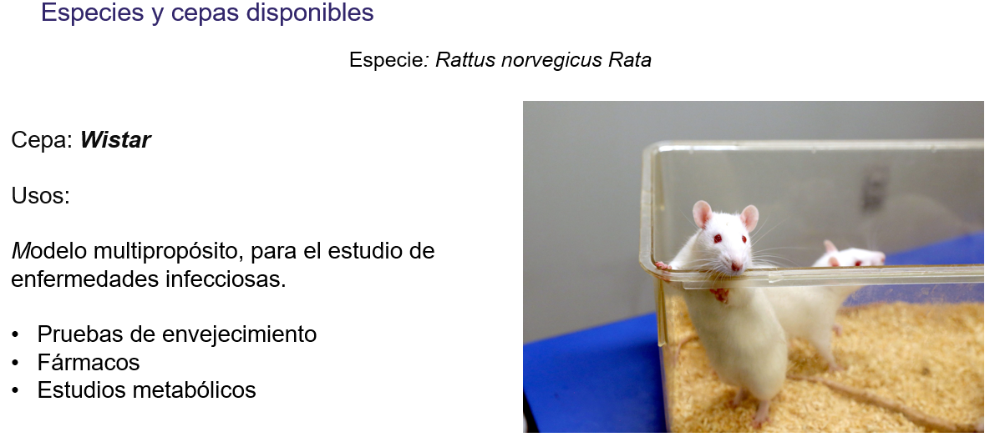 Especies y cepas disponibles
Especie: Rattus norvegicus Rata
Cepa: Wistar
Usos:
Modelo multipropósito, para el estudio de
enfermedades infecciosas.
• Pruebas de envejecimiento
• Fármacos
• Estudios metabólicos